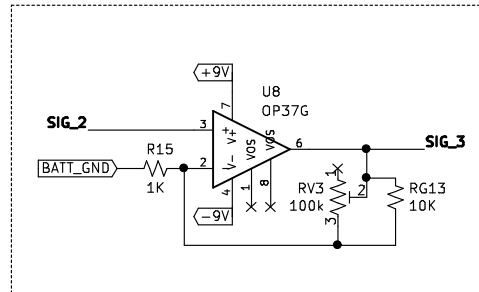 +9V
U8
OP37G
7
SIG_2
3
+
V+
VOS
VOS
6
SIG_3
R15
BATT_GND
2
-
V-
1K
4
1
8
-9V
RV3
100k
1
2
3
RG13
10K